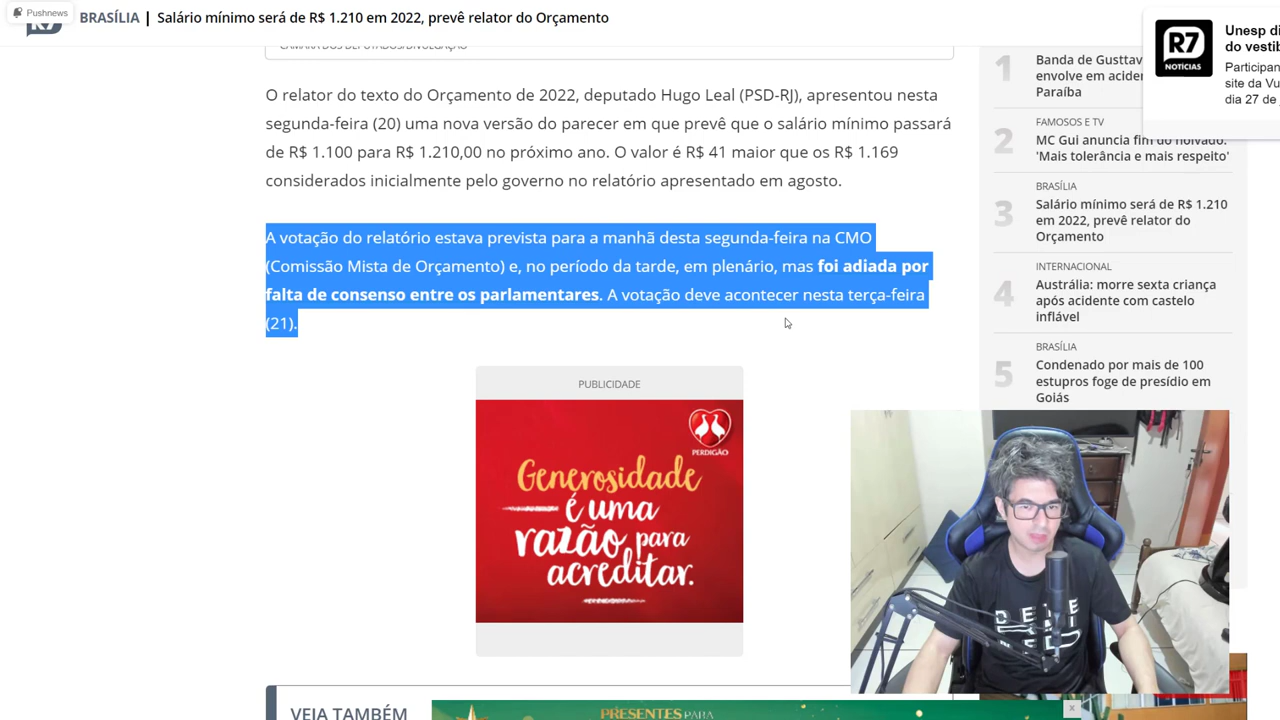 Pushnews
BRASÍLIA | Salário mínimo será de R$ 1.210 em 2022, prevê relator do Orçamento
CÂMARA DOS DEPUTADOS/DIVULGAÇÃO
O relator do texto do Orçamento de 2022, deputado Hugo Leal (PSD-RJ), apresentou nesta
segunda-feira (20) uma nova versão do parecer em que prevê que o salário mínimo passará
de R$ 1.100 para R$ 1.210,00 no próximo ano. O valor é R$ 41 maior que os R$ 1.169
considerados inicialmente pelo governo no relatório apresentado em agosto.
A votação do relatório estava prevista para a manhã desta segunda-feira na CMO
(Comissão Mista de Orçamento) e, no período da tarde, em plenário, mas foi adiada por
falta de consenso entre os parlamentares. A votação deve acontecer nesta terça-feira
(21).
PUBLICIDADE
PERDIGÃO
Generosidade
é uma
razão para
acreditar.
VEJA TAMBÉM
PRESENTES PARA
x
R7
NOTÍCIAS
Unesp di
do vestib
Participan
site da Vu
dia 27 de
1
Banda de Gusttav
envolve em acide
Paraíba
2
FAMOSOS E TV
MC Gui anuncia fim do noivado:
'Mais tolerância e mais respeito'
3
BRASÍLIA
Salário mínimo será de R$ 1.210
em 2022, prevê relator do
Orçamento
4
INTERNACIONAL
Austrália: morre sexta criança
após acidente com castelo
inflável
5
BRASÍLIA
Condenado por mais de 100
estupros foge de presídio em
Goiás